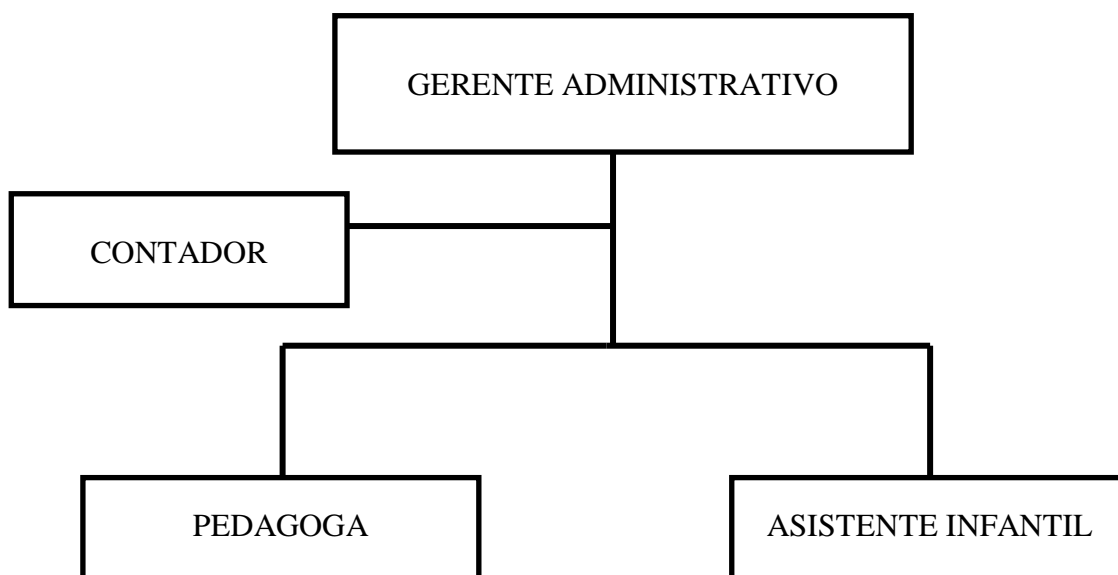 GERENTE ADMINISTRATIVO
CONTADOR
PEDAGOGA
ASISTENTE INFANTIL